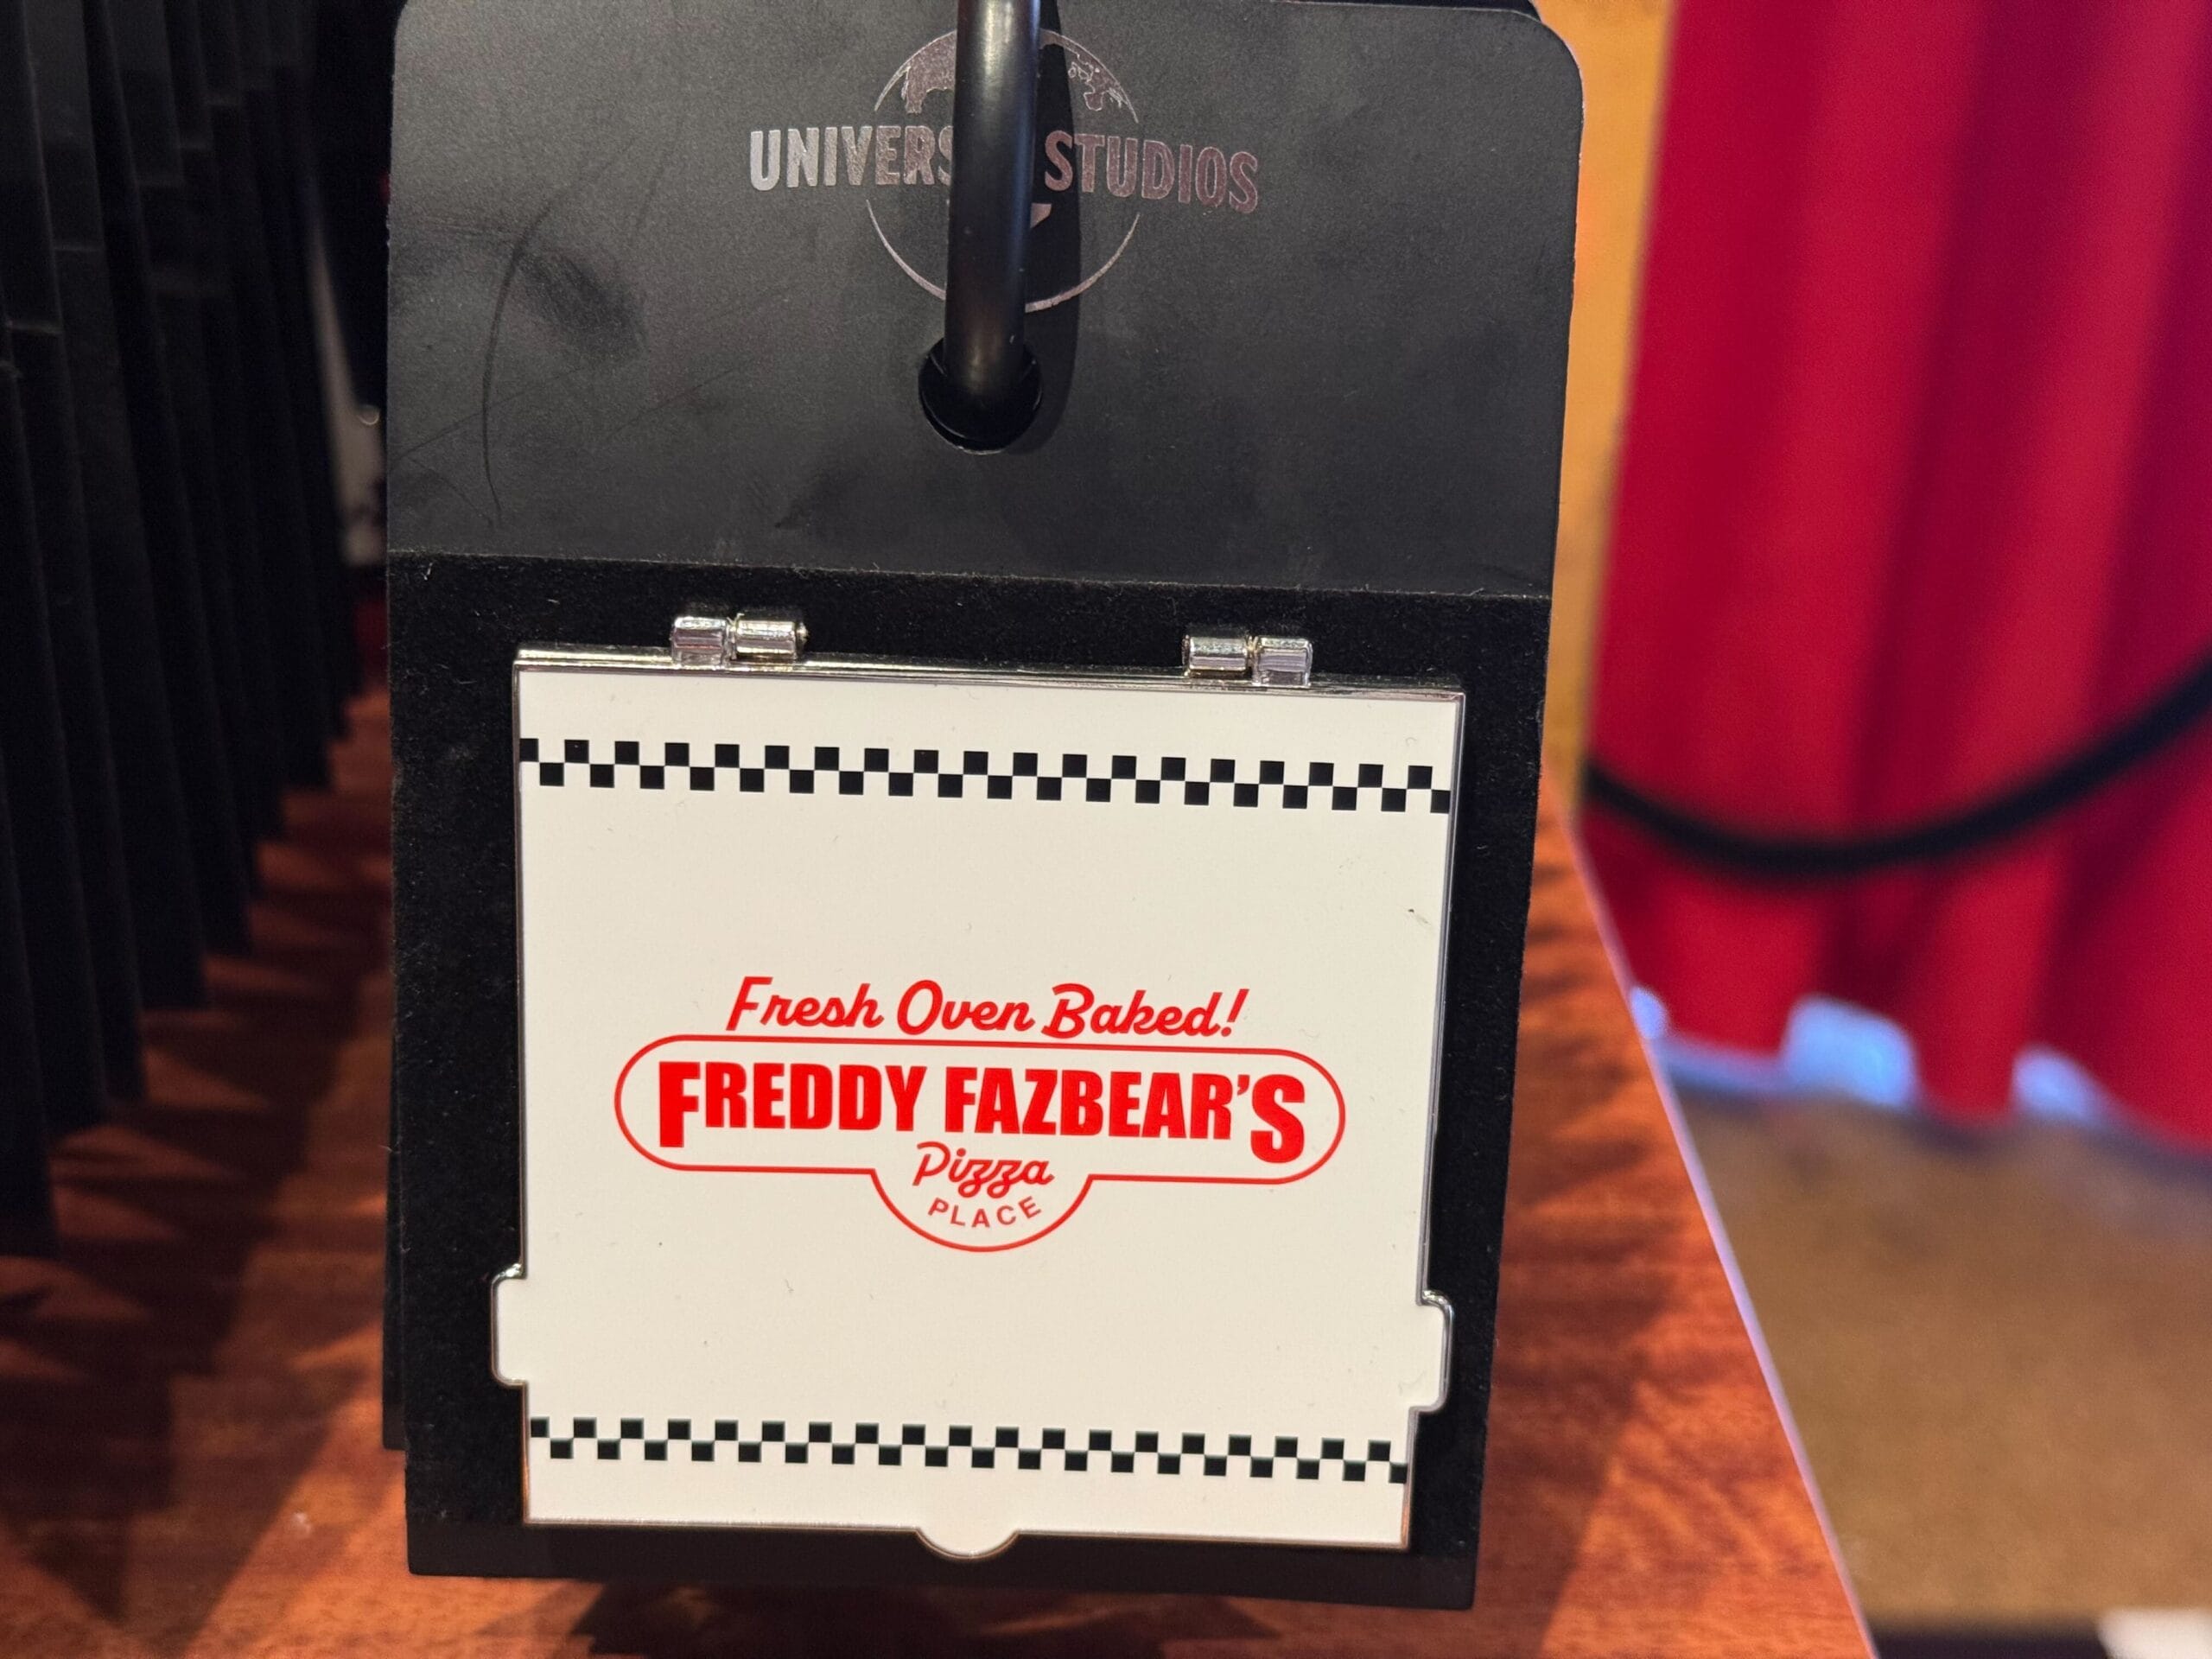 UNIVERS STUDIOS
Fresh Oven Baked!
FREDDY FAZBEAR'S
Pizza
PLACE